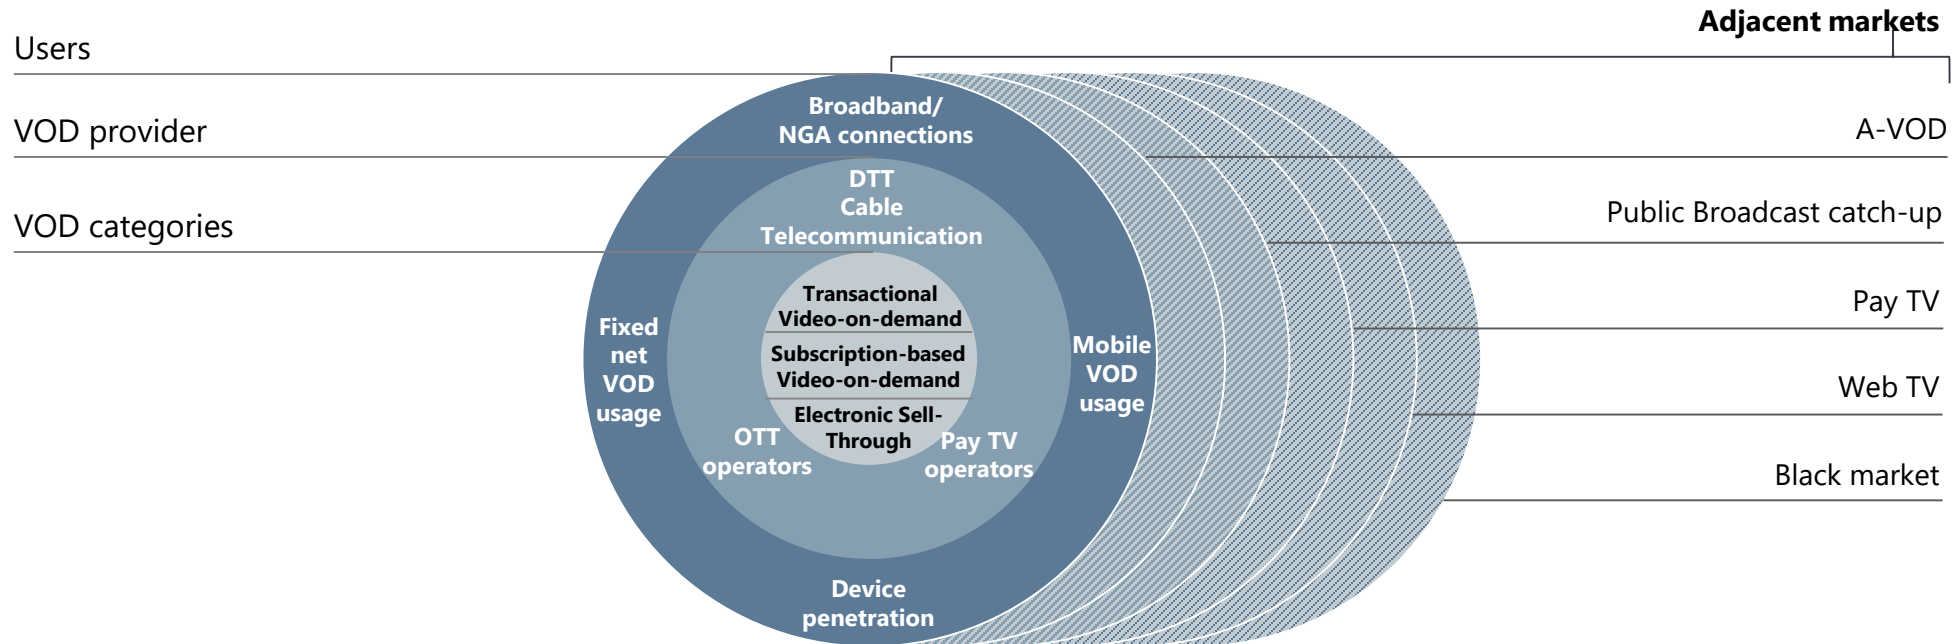 Adjacent markets
Users
VOD provider
VOD categories
Broadband/
NGA connections
DTT
Cable
Telecommunication
Transactional
Video-on-demand
Subscription-based
Video-on-demand
Electronic Sell-
Through
Fixed
net
VOD
usage
Mobile
VOD
usage
OTT
operators
Pay TV
operators
Device
penetration
A-VOD
Public Broadcast catch-up
Pay TV
Web TV
Black market